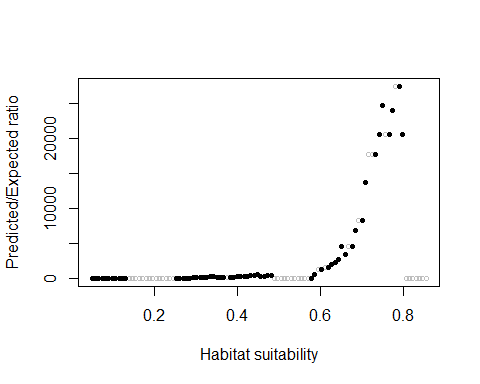 Predicted/Expected ratio
20000
10000
0
0.2 0.4 0.6 0.8
Habitat suitability